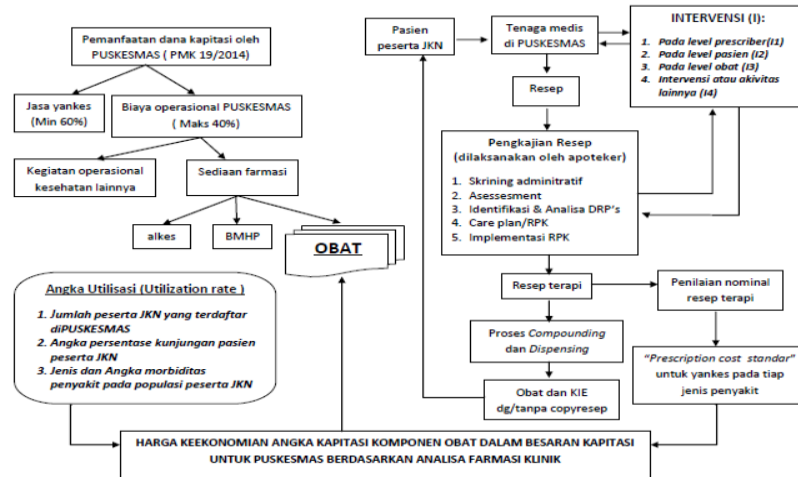 Pemanfaatan dana kapitasi oleh
PUSKESMAS ( PMK 19/2014)
Jasa yankes
(Min 60%)
Biaya operasional PUSKESMAS
( Maks 40%)
Kegiatan operasional
kesehatan lainnya
Sediaan farmasi
alkes
BMHP
OBAT
Angka Utilisasi (Utilization rate )
1. Jumlah peserta JKN yang terdaftar
diPUSKESMAS
2. Angka persentase kunjungan pasien
peserta JKN
3. Jenis dan Angka morbiditas
penyakit pada populasi peserta JKN
Pasien
peserta JKN
Tenaga medis
di PUSKESMAS
INTERVENSI (I):
1. Pada level prescriber(I1)
2. Pada level pasien (I2)
3. Pada level obat (I3)
4. Intervensi atau akivitas
lainnya (I4)
Resep
Pengkajian Resep
(dilaksanakan oleh apoteker)
1. Skrining adminitratif
2. Asessesment
3. Identifikasi & Analisa DRP's
4. Care plan/RPK
5. Implementasi RPK
Resep terapi
Penilaian nominal
resep terapi
Proses Compounding
dan Dispensing
"Prescription cost standar"
untuk yankes pada tiap
jenis penyakit
Obat dan KIE
dg/tanpa copyresep
HARGA KEEKONOMIAN ANGKA KAPITASI KOMPONEN OBAT DALAM BESARAN KAPITASI
UNTUK PUSKESMAS BERDASARKAN ANALISA FARMASI KLINIK